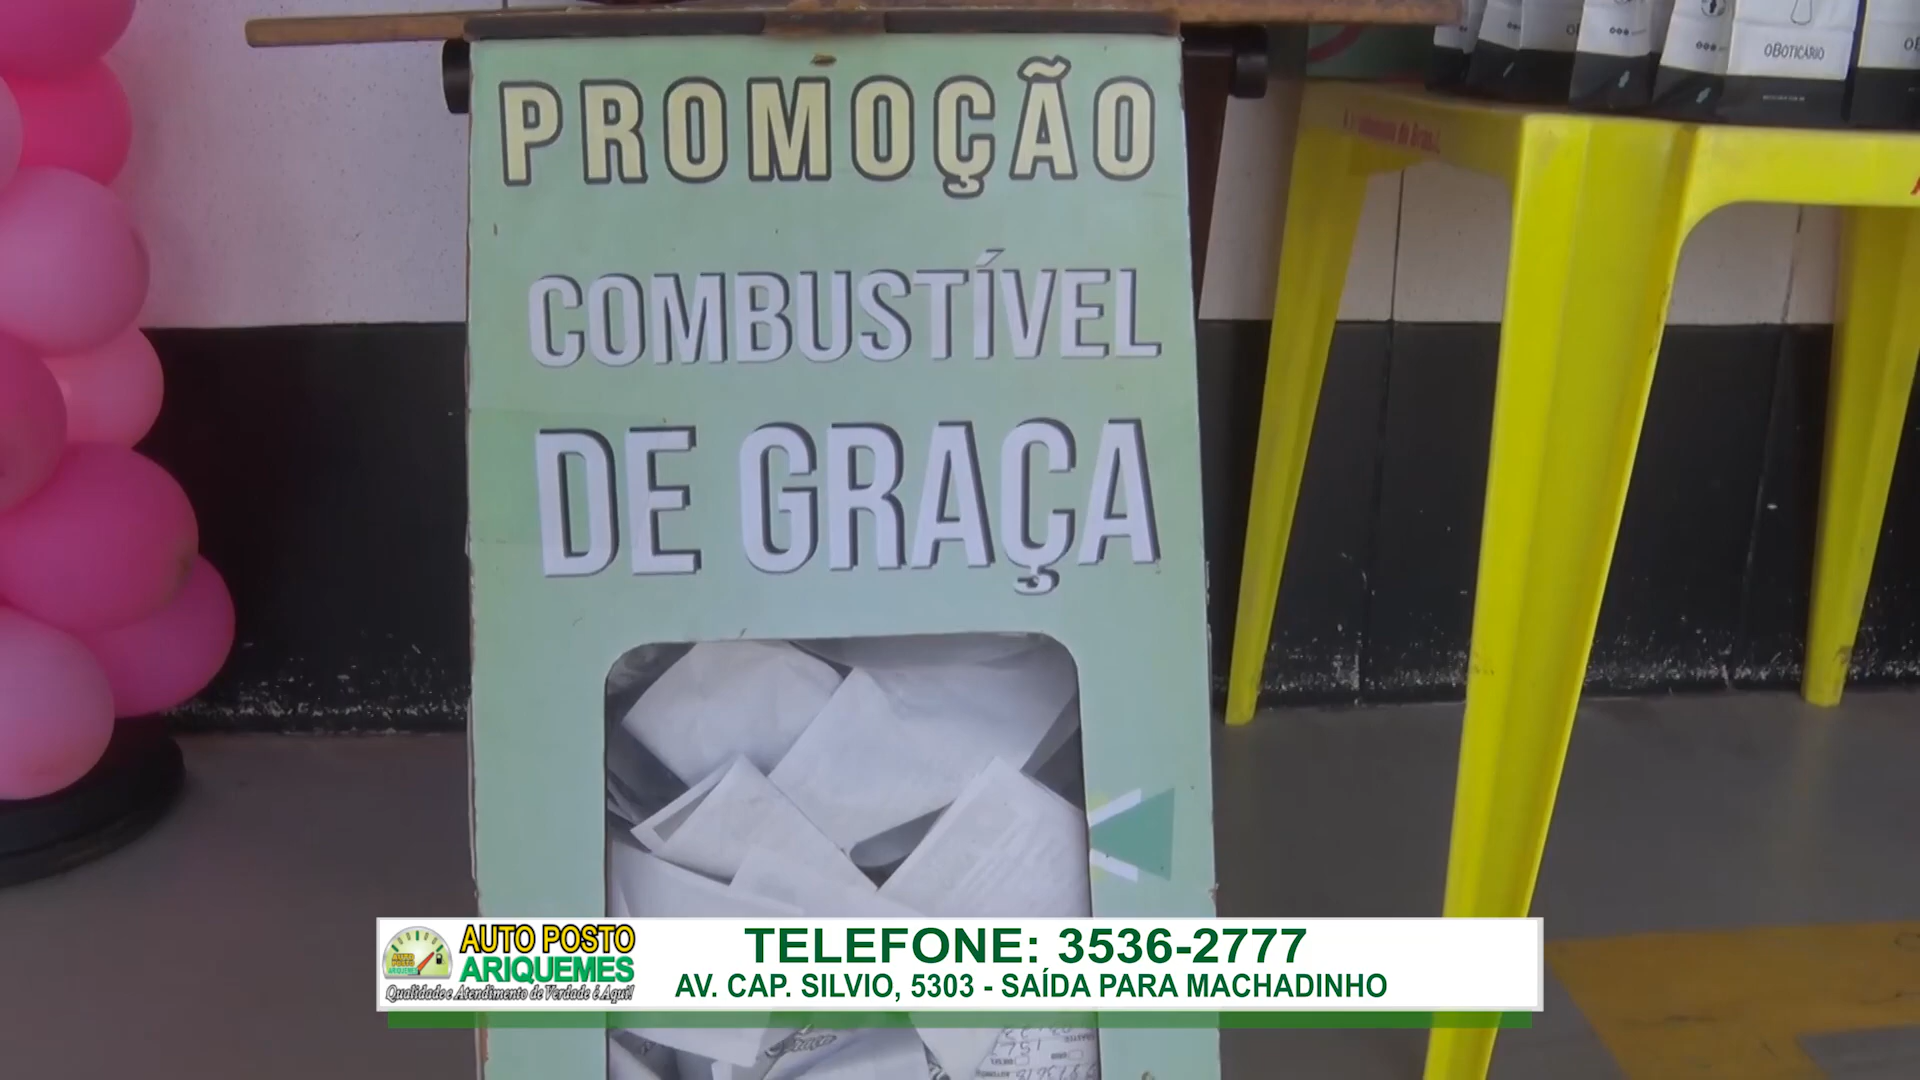 PROMOÇÃO
COMBUSTÍVEL
DE GRAÇA
OBOTICÁRIO
AUTO POSTO
ARIQUEMES
Qualidade e Atendimento de Verdade é Aqui!
TELEFONE: 3536-2777
AV. CAP. SILVIO, 5303 - SAÍDA PARA MACHADINHO